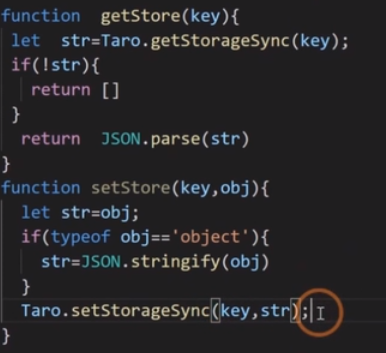 function  getStore(key){
 let  str=Taro.getStorageSync(key);
 if(!str){
   return []
 }
  return  JSON.parse(str)
}
function setStore(key,obj){
  let str=obj;
  if(typeof obj=='object'){
    str=JSON.stringify(obj)
  }
  Taro.setStorageSync(key,str);
}